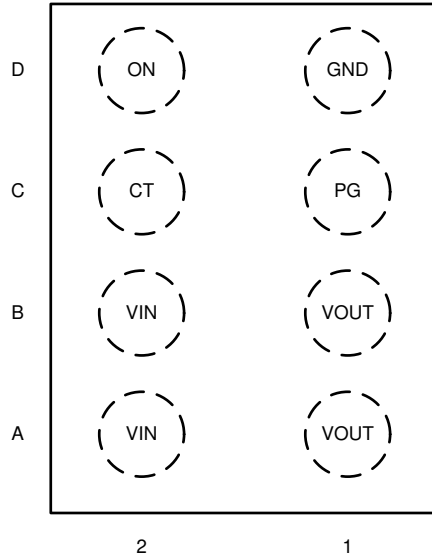 D ON GND
C CT PG
B VIN VOUT
A VIN VOUT
2 1